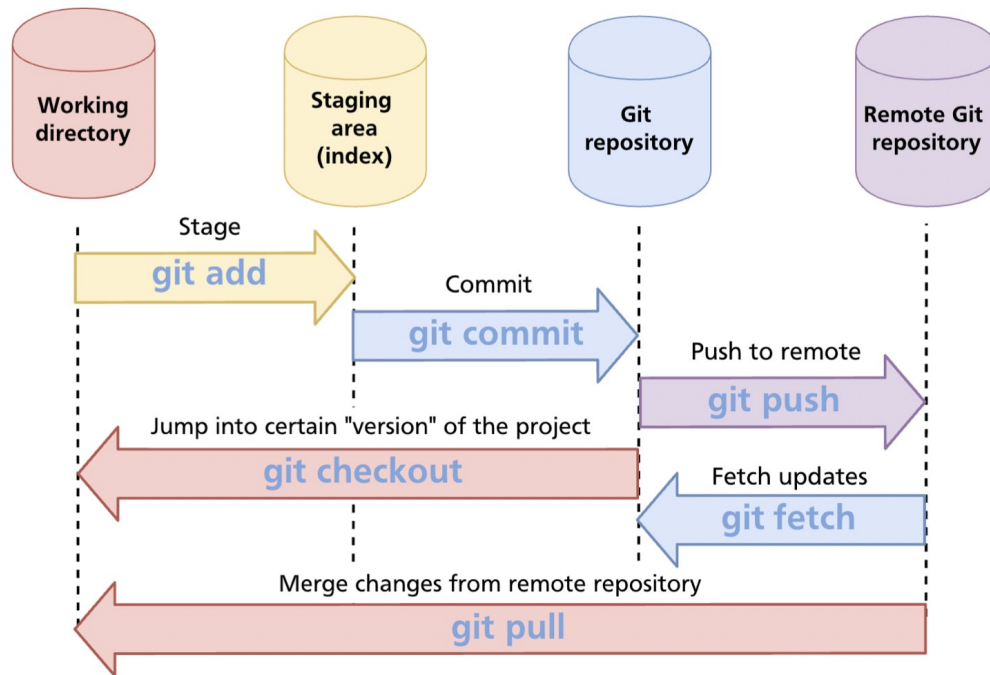 Working
directory
Staging
area
(index)
Git
repository
Remote Git
repository
Stage
git add
Commit
git commit
Push to remote
git push
Jump into certain "version" of the project
git checkout
Fetch updates
git fetch
Merge changes from remote repository
git pull